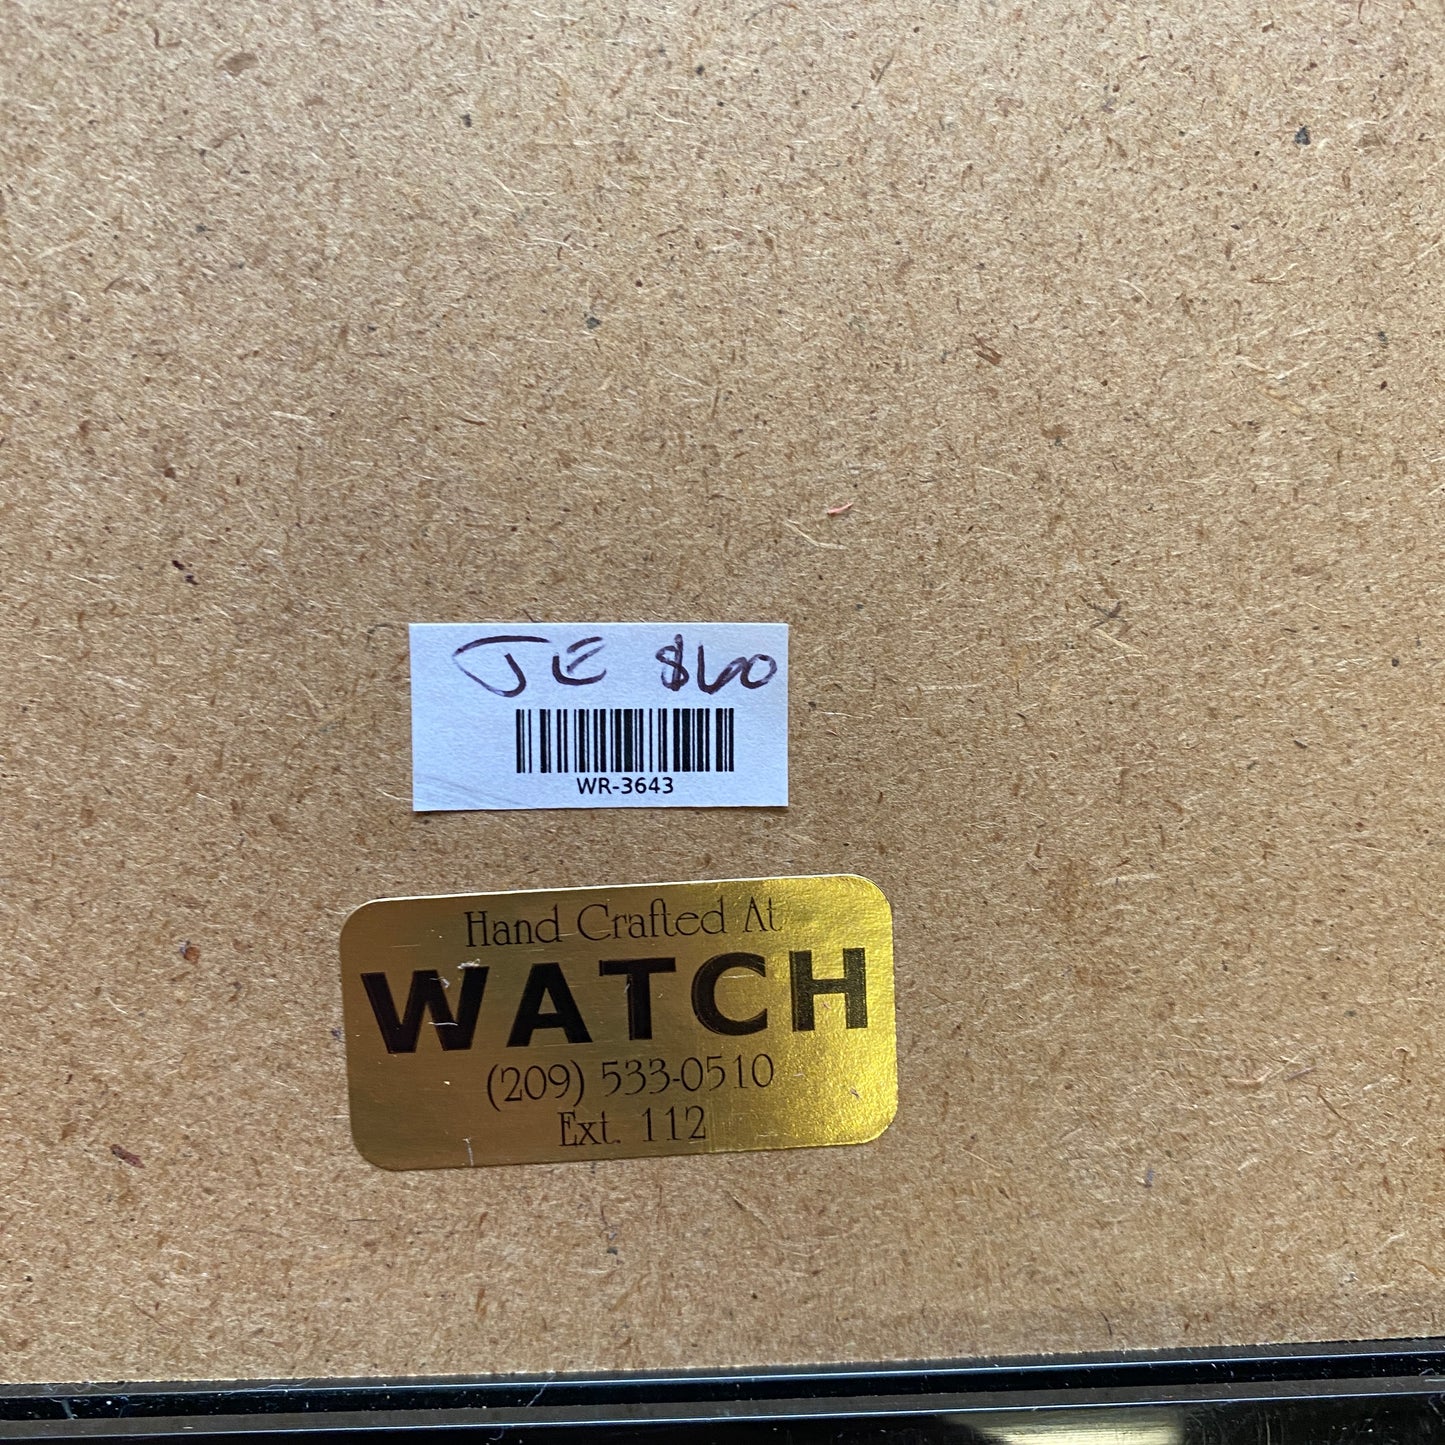 JE $60
WR-3643
Hand Crafted At
WATCH
(209) 533-0510
Ext. 112